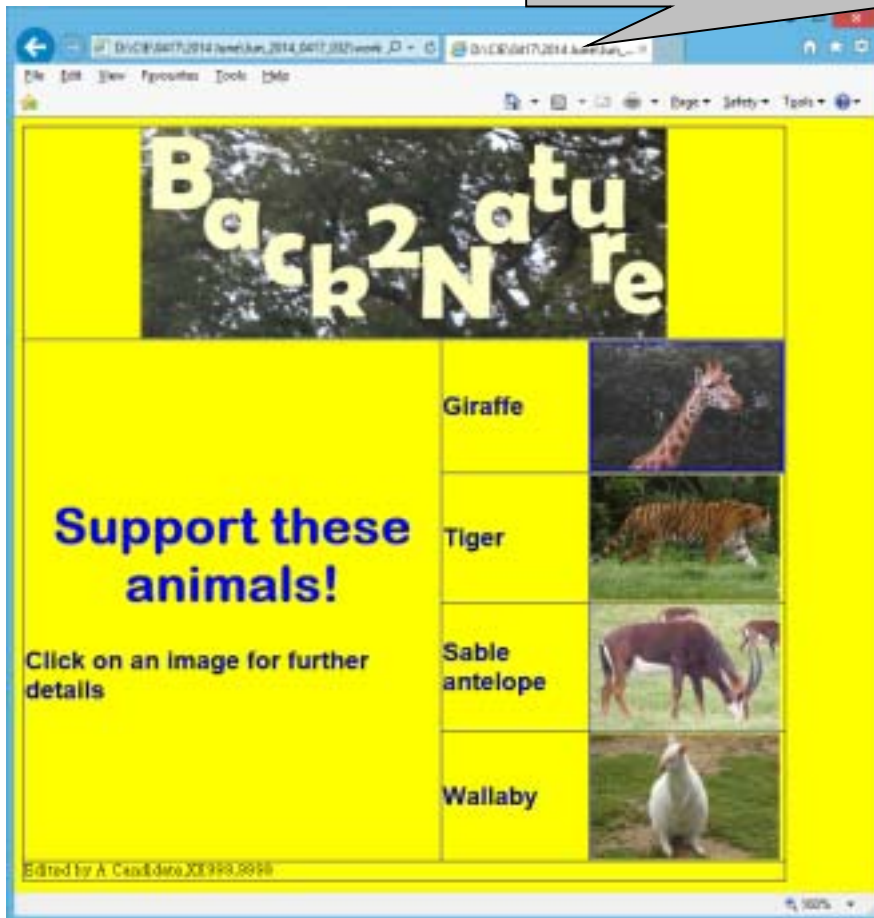 File Edit View Favourites Tools Help
Page Safety Tools
Back2Nature
Giraffe
Support these
animals!
Tiger
Click on an image for further
details
Sable
antelope
Wallaby
Edited by A Candidate,XX999,9999